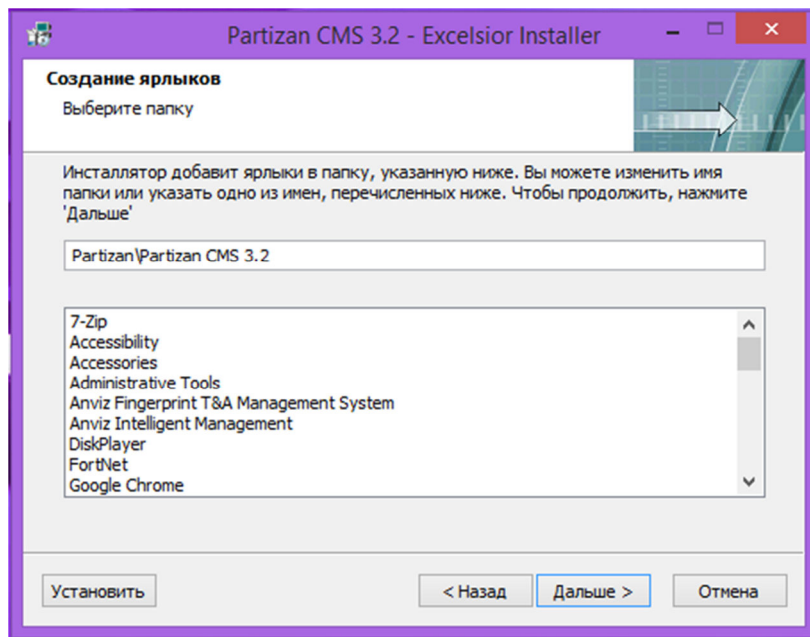 Partizan CMS 3.2 - Excelsior Installer
Создание ярлыков
Выберите папку
Инсталлятор добавит ярлыки в папку, указанную ниже. Вы можете изменить имя
папки или указать одно из имен, перечисленных ниже. Чтобы продолжить, нажмите
'Дальше'
Partizan\Partizan CMS 3.2
7-Zip
Accessibility
Accessories
Administrative Tools
Anviz Fingerprint T&A Management System
Anviz Intelligent Management
DiskPlayer
FortNet
Google Chrome
Установить
< Назад
Дальше >
Отмена